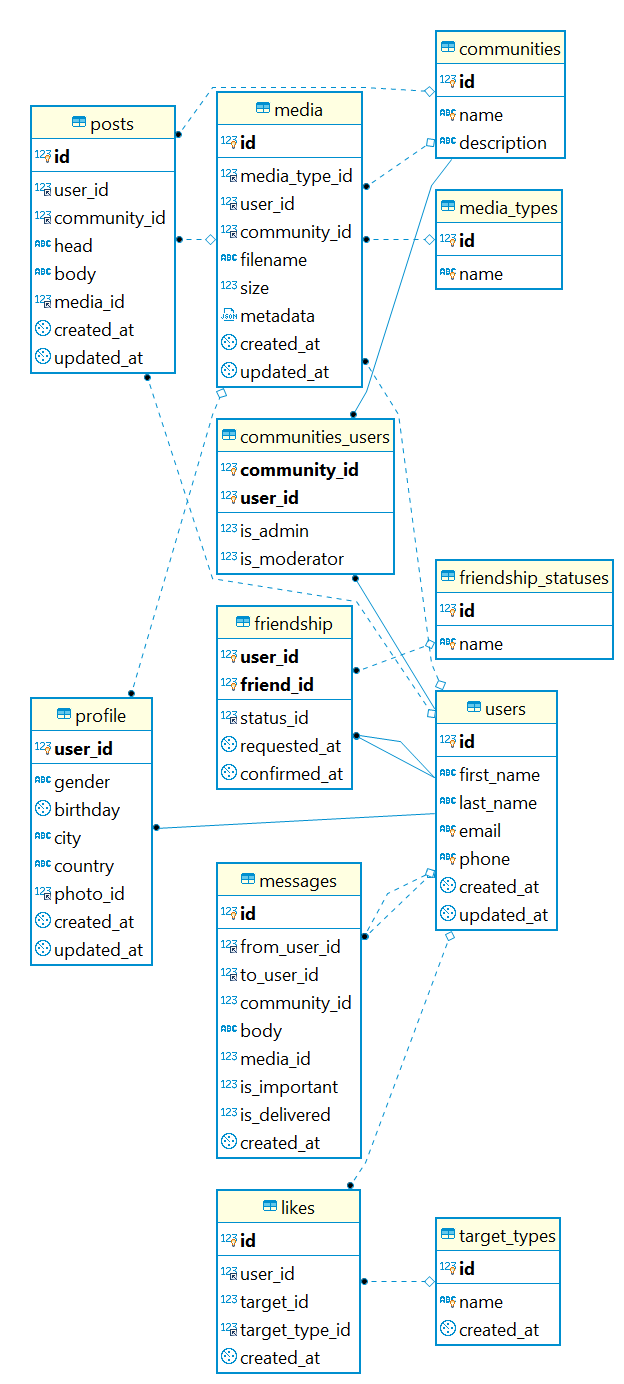 communities
id
name
description
posts
id
user_id
community_id
head
body
media_id
created_at
updated_at
media
id
media_type_id
user_id
community_id
filename
size
metadata
created_at
updated_at
media_types
id
name
communities_users
community_id
user_id
is_admin
is_moderator
friendship_statuses
id
name
friendship
user_id
friend_id
status_id
requested_at
confirmed_at
users
id
first_name
last_name
email
phone
created_at
updated_at
profile
user_id
gender
birthday
city
country
photo_id
created_at
updated_at
messages
id
from_user_id
to_user_id
community_id
body
media_id
is_important
is_delivered
created_at
likes
id
user_id
target_id
target_type_id
created_at
target_types
id
name
created_at